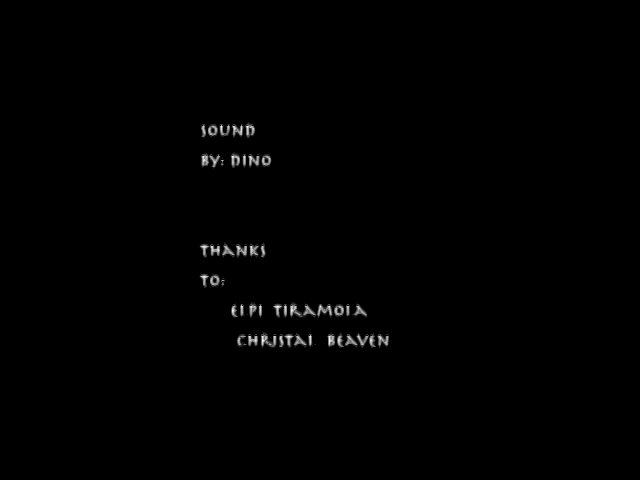 SOUND
BY: DINO
THANKS
TO:
EIPI TIRAMOIA
CHRISTAI BEAVEN